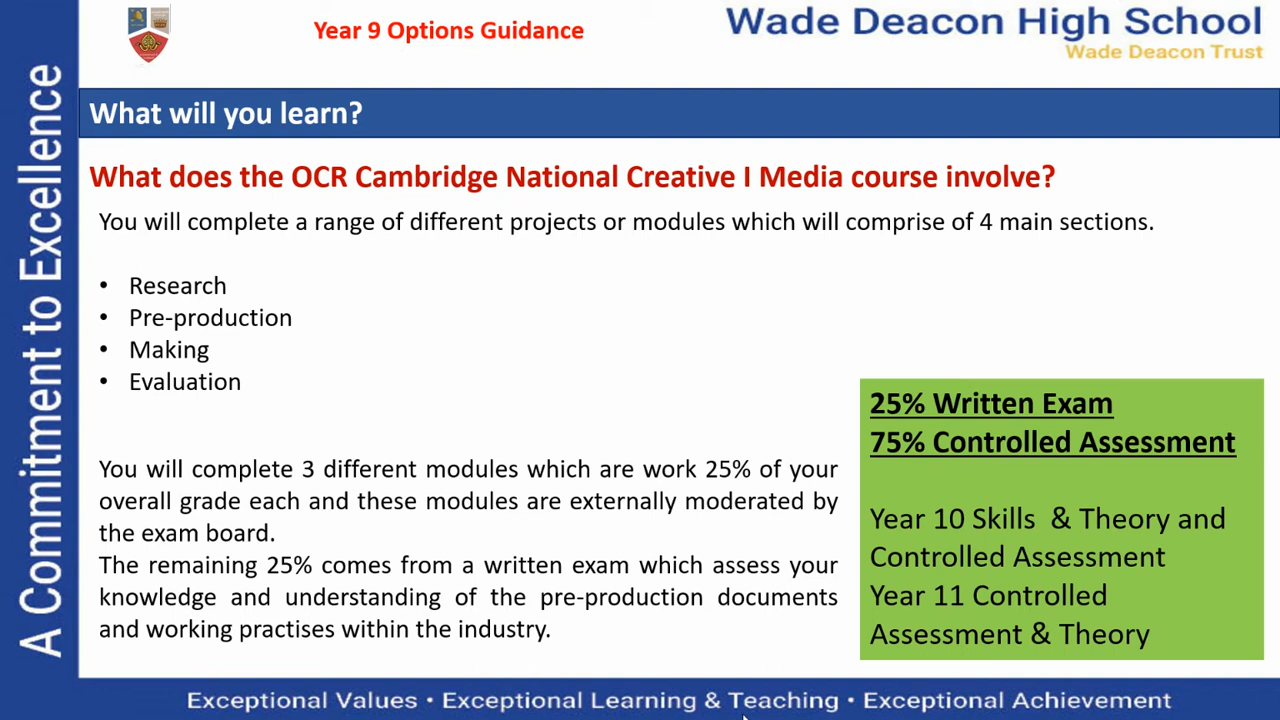 Year 9 Options Guidance
Wade Deacon High School
Wade Deacon Trust
A Commitment to Excellence
What will you learn?
What does the OCR Cambridge National Creative I Media course involve?
You will complete a range of different projects or modules which will comprise of 4 main sections.
• Research
• Pre-production
• Making
• Evaluation
You will complete 3 different modules which are work 25% of your
overall grade each and these modules are externally moderated by
the exam board.
The remaining 25% comes from a written exam which assess your
knowledge and understanding of the pre-production documents
and working practises within the industry.
25% Written Exam
75% Controlled Assessment
Year 10 Skills & Theory and
Controlled Assessment
Year 11 Controlled
Assessment & Theory
Exceptional Values • Exceptional Learning & Teaching • Exceptional Achievement